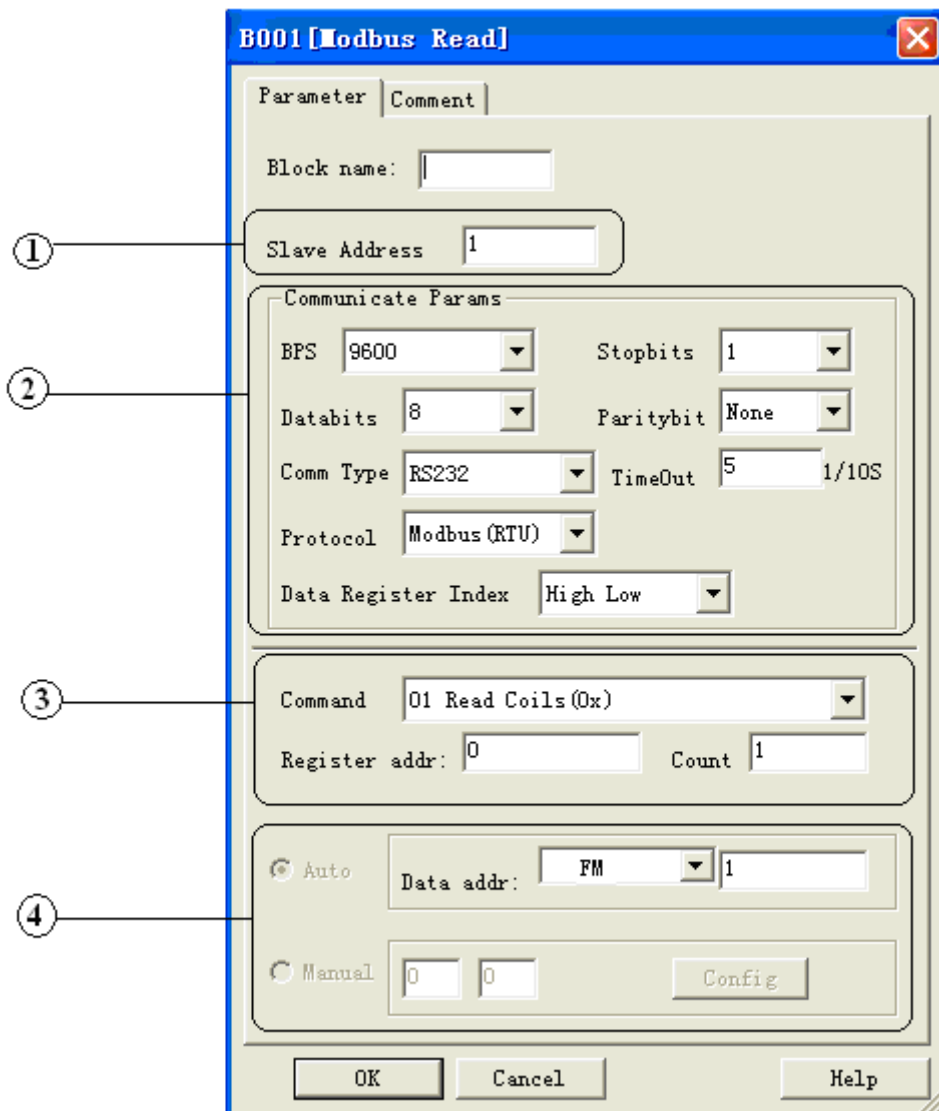 B001[Modbus Read]
Parameter Comment
Block name:
1 Slave Address 1
Communicate Params
BPS 9600 Stopbits 1
2
Databits 8 Paritybit None
Comm Type RS232 TimeOut 5 1/10S
Protocol Modbus(RTU)
Data Register Index High Low
3 Command 01 Read Coils(0x)
Register addr: 0 Count 1
Auto Data addr: FM 1
4
Manual 0 0 Config
OK Cancel Help